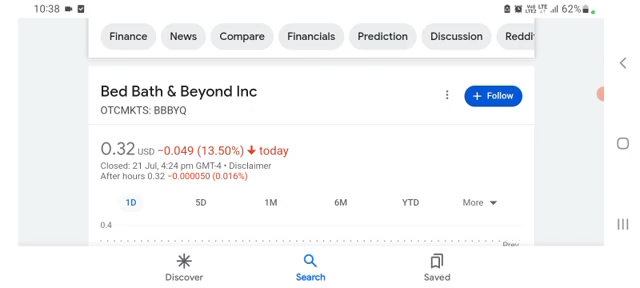 10:38 LTE 62%
Finance News Compare Financials Prediction Discussion Reddi
Bed Bath & Beyond Inc
+ Follow
OTCMKTS: BBBYQ
0.32 USD −0.049 (13.50%) ↓ today
Closed: 21 Jul, 4:24 pm GMT-4 • Disclaimer
After hours 0.32 −0.000050 (0.016%)
1D 5D 1M 6M YTD More
0.4
Prev
Discover Search Saved